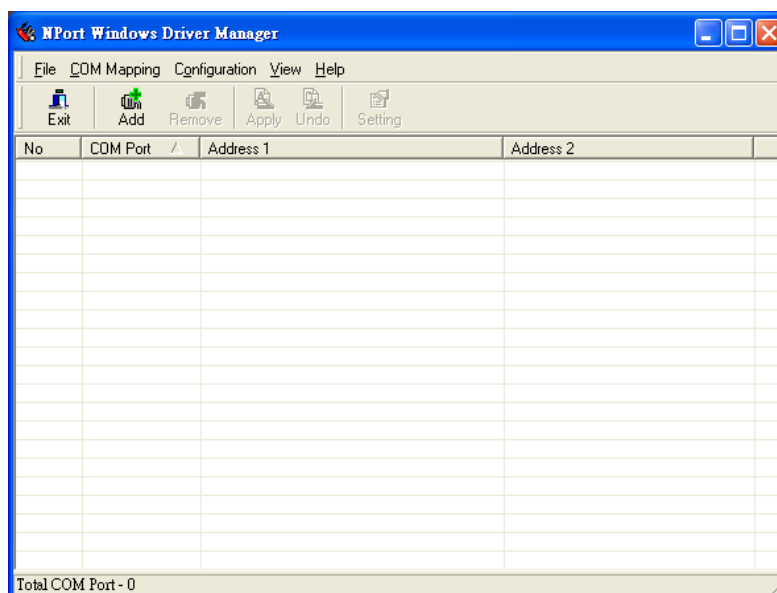 NPort Windows Driver Manager
File COM Mapping Configuration View Help
Exit Add Remove Apply Undo Setting
No COM Port Address 1 Address 2
Total COM Port - 0